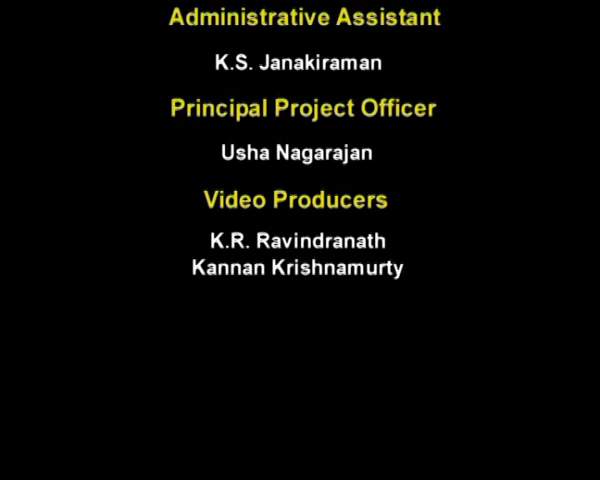 Administrative Assistant
K.S. Janakiraman
Principal Project Officer
Usha Nagarajan
Video Producers
K.R. Ravindranath
Kannan Krishnamurty